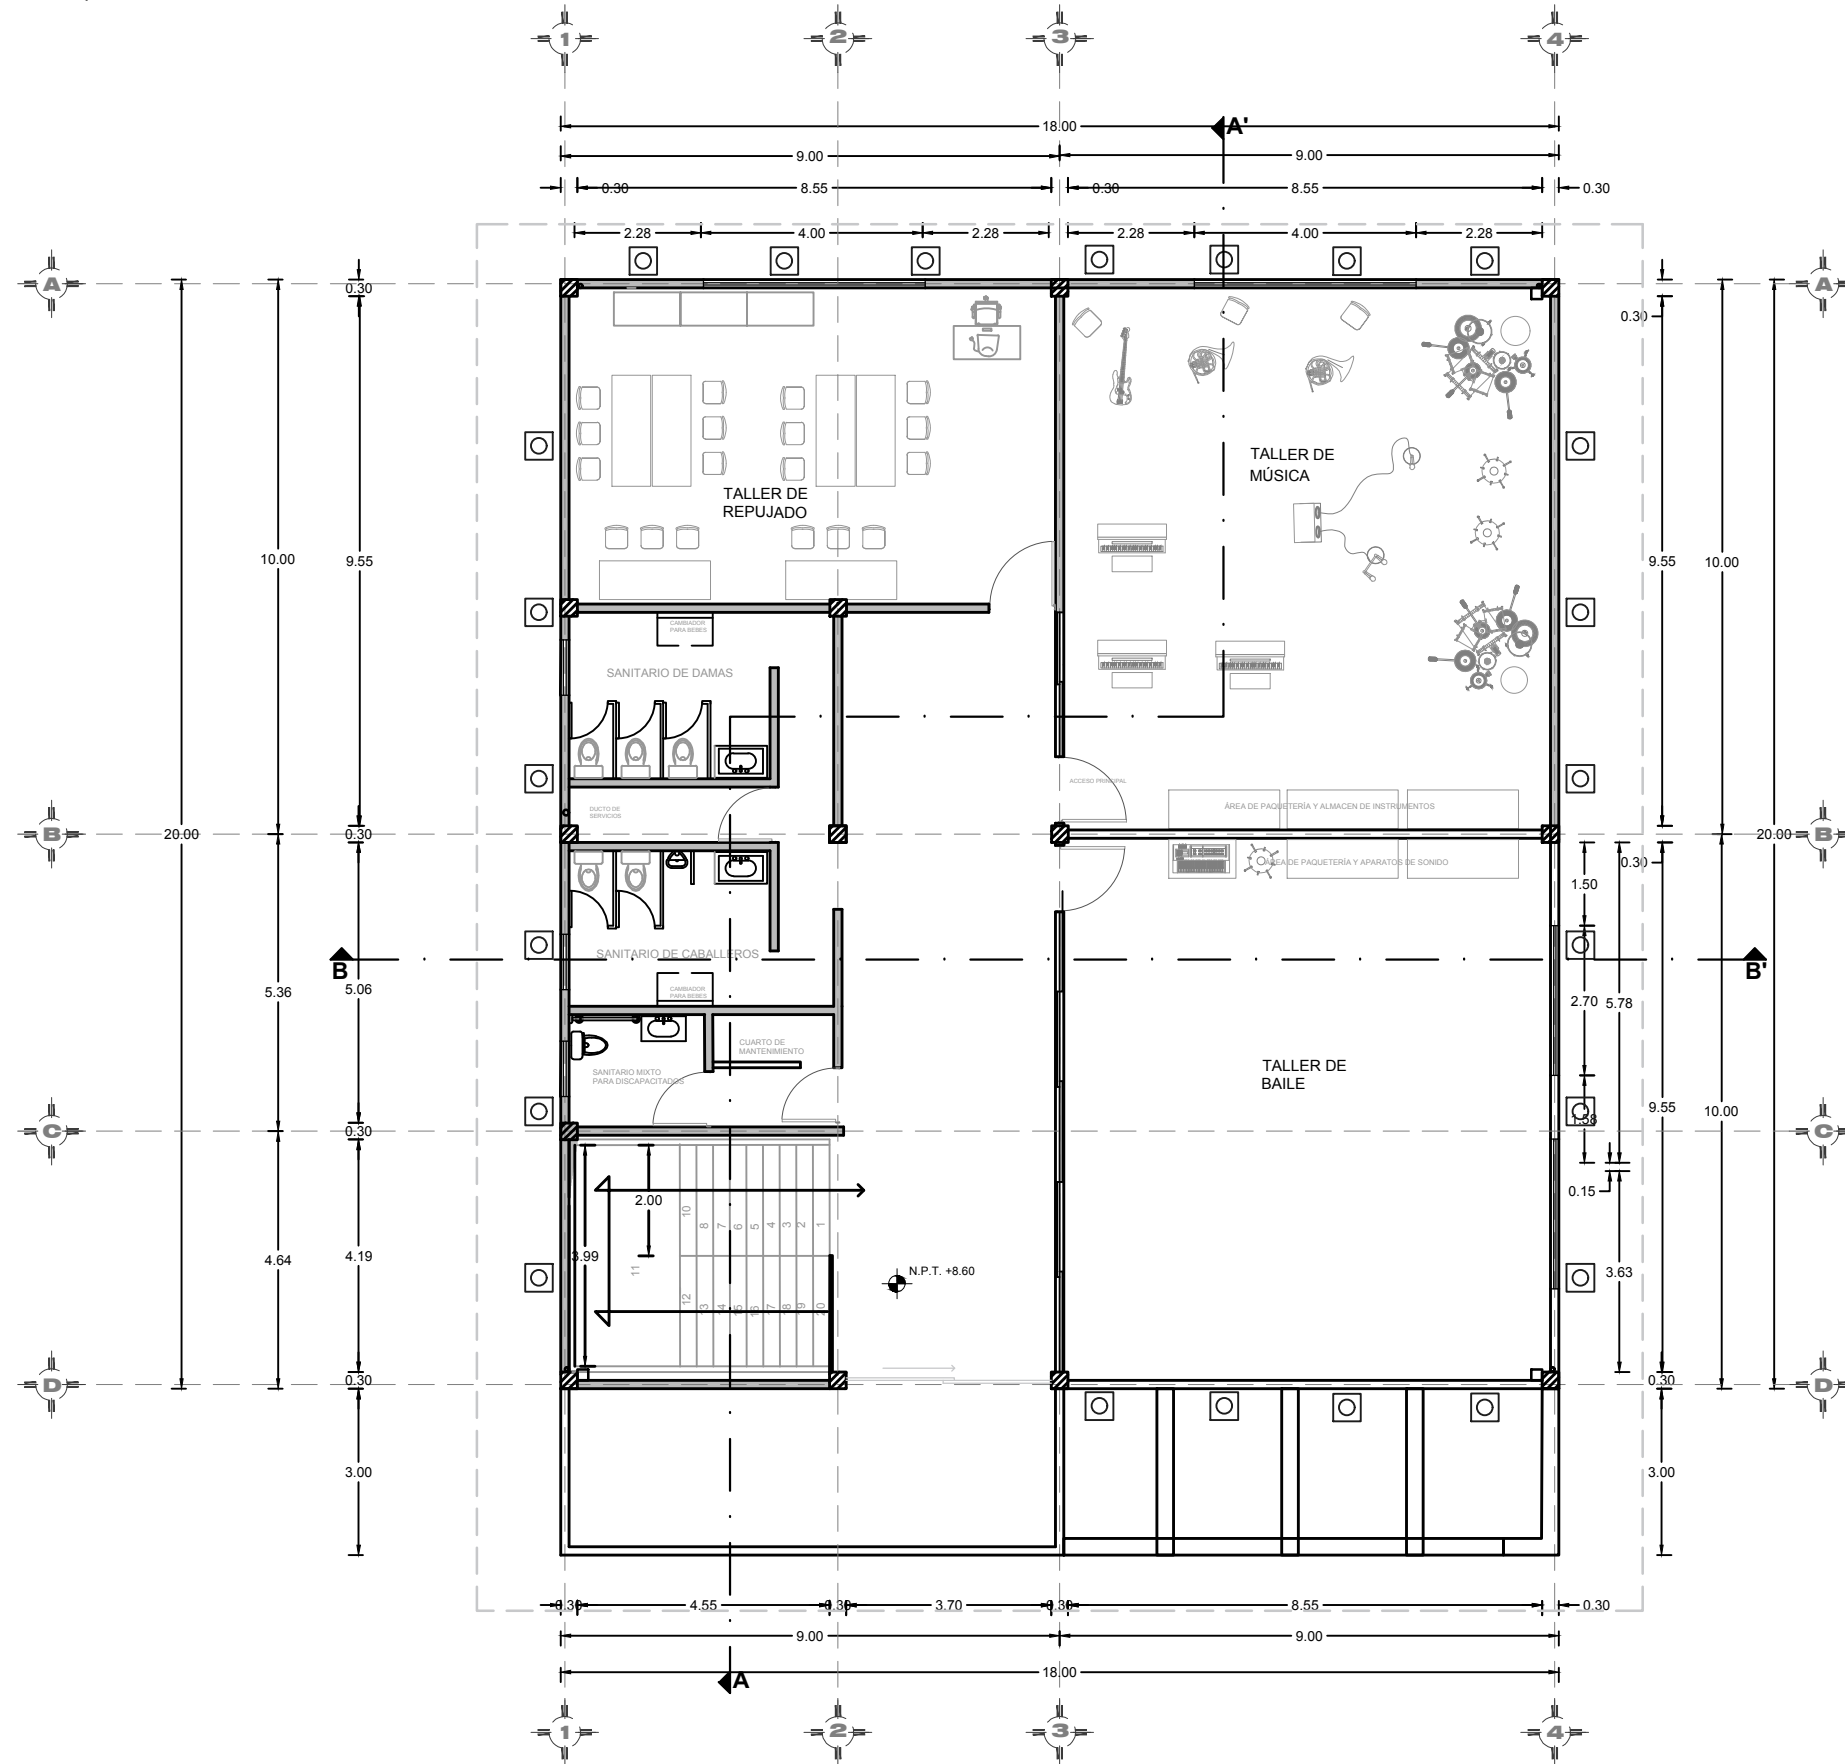 1 2 3 4
A'
18.00
9.00 9.00
0.30 8.55 0.30 8.55 0.30
2.28 4.00 2.28 2.28 4.00 2.28
A 0.30 A
0.30
TALLER DE
MÚSICA
TALLER DE
REPUJADO
10.00 9.55 9.55 10.00
CAMBIADOR
PARA BEBES
SANITARIO DE DAMAS
ACCESO PRINCIPAL
DUCTO DE
SERVICIOS
ÁREA DE PAQUETERÍA Y ALMACEN DE INSTRUMENTOS
B 20.00 0.30 20.00 B
ÁREA DE PAQUETERÍA Y APARATOS DE SONIDO
0.30
1.50
SANITARIO DE CABALLEROS
B B'
CAMBIADOR
PARA BEBES
5.36 5.06 2.70 5.78
CUARTO DE
MANTENIMIENTO
SANITARIO MIXTO
PARA DISCAPACITADOS
TALLER DE
BAILE
9.55 10.00
1.58
C 0.30 C
0.15
2.00
10 8 7 6 5 4 3 2 1
4.64 4.19 3.99
11
N.P.T. +8.60
3.63
12 13 14 15 16 17 18 19 20
D 0.30 0.30 D
3.00 3.00
0.30 4.55 0.30 3.70 0.30 8.55 0.30
9.00 9.00
18.00
A
1 2 3 4